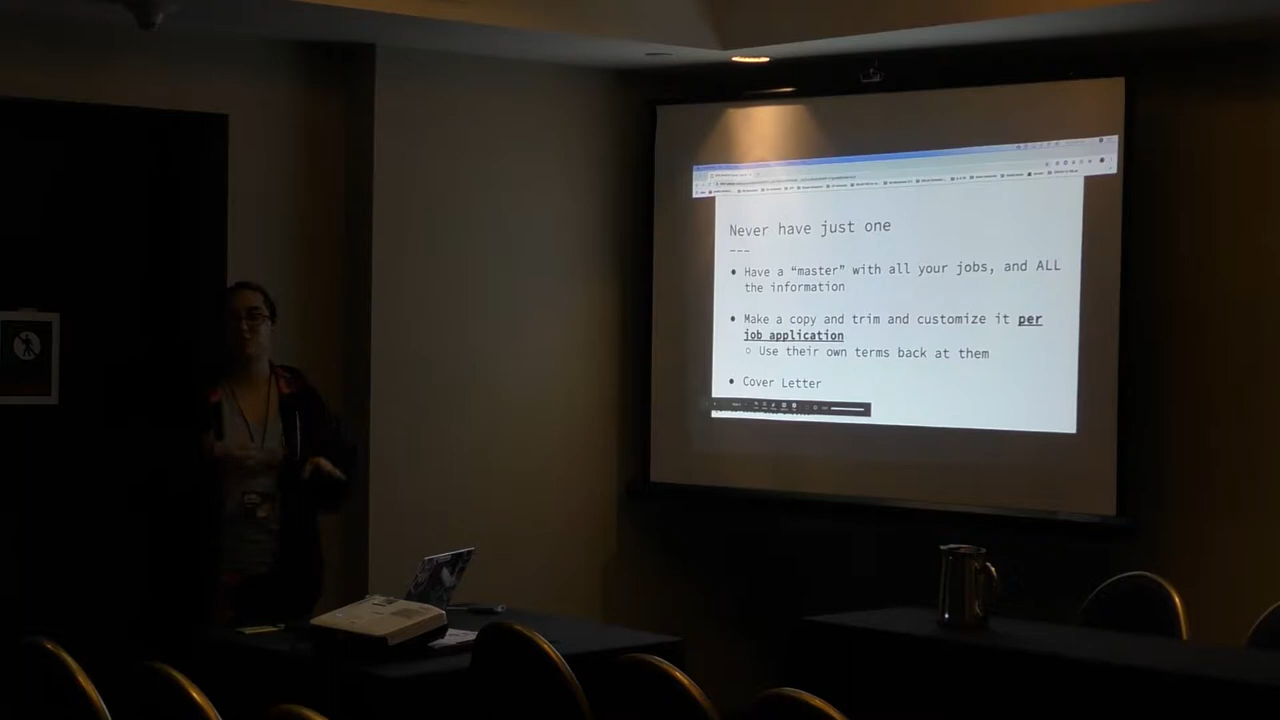 Never have just one
---
● Have a “master” with all your jobs, and ALL
the information
● Make a copy and trim and customize it per
job application
○ Use their own terms back at them
● Cover Letter